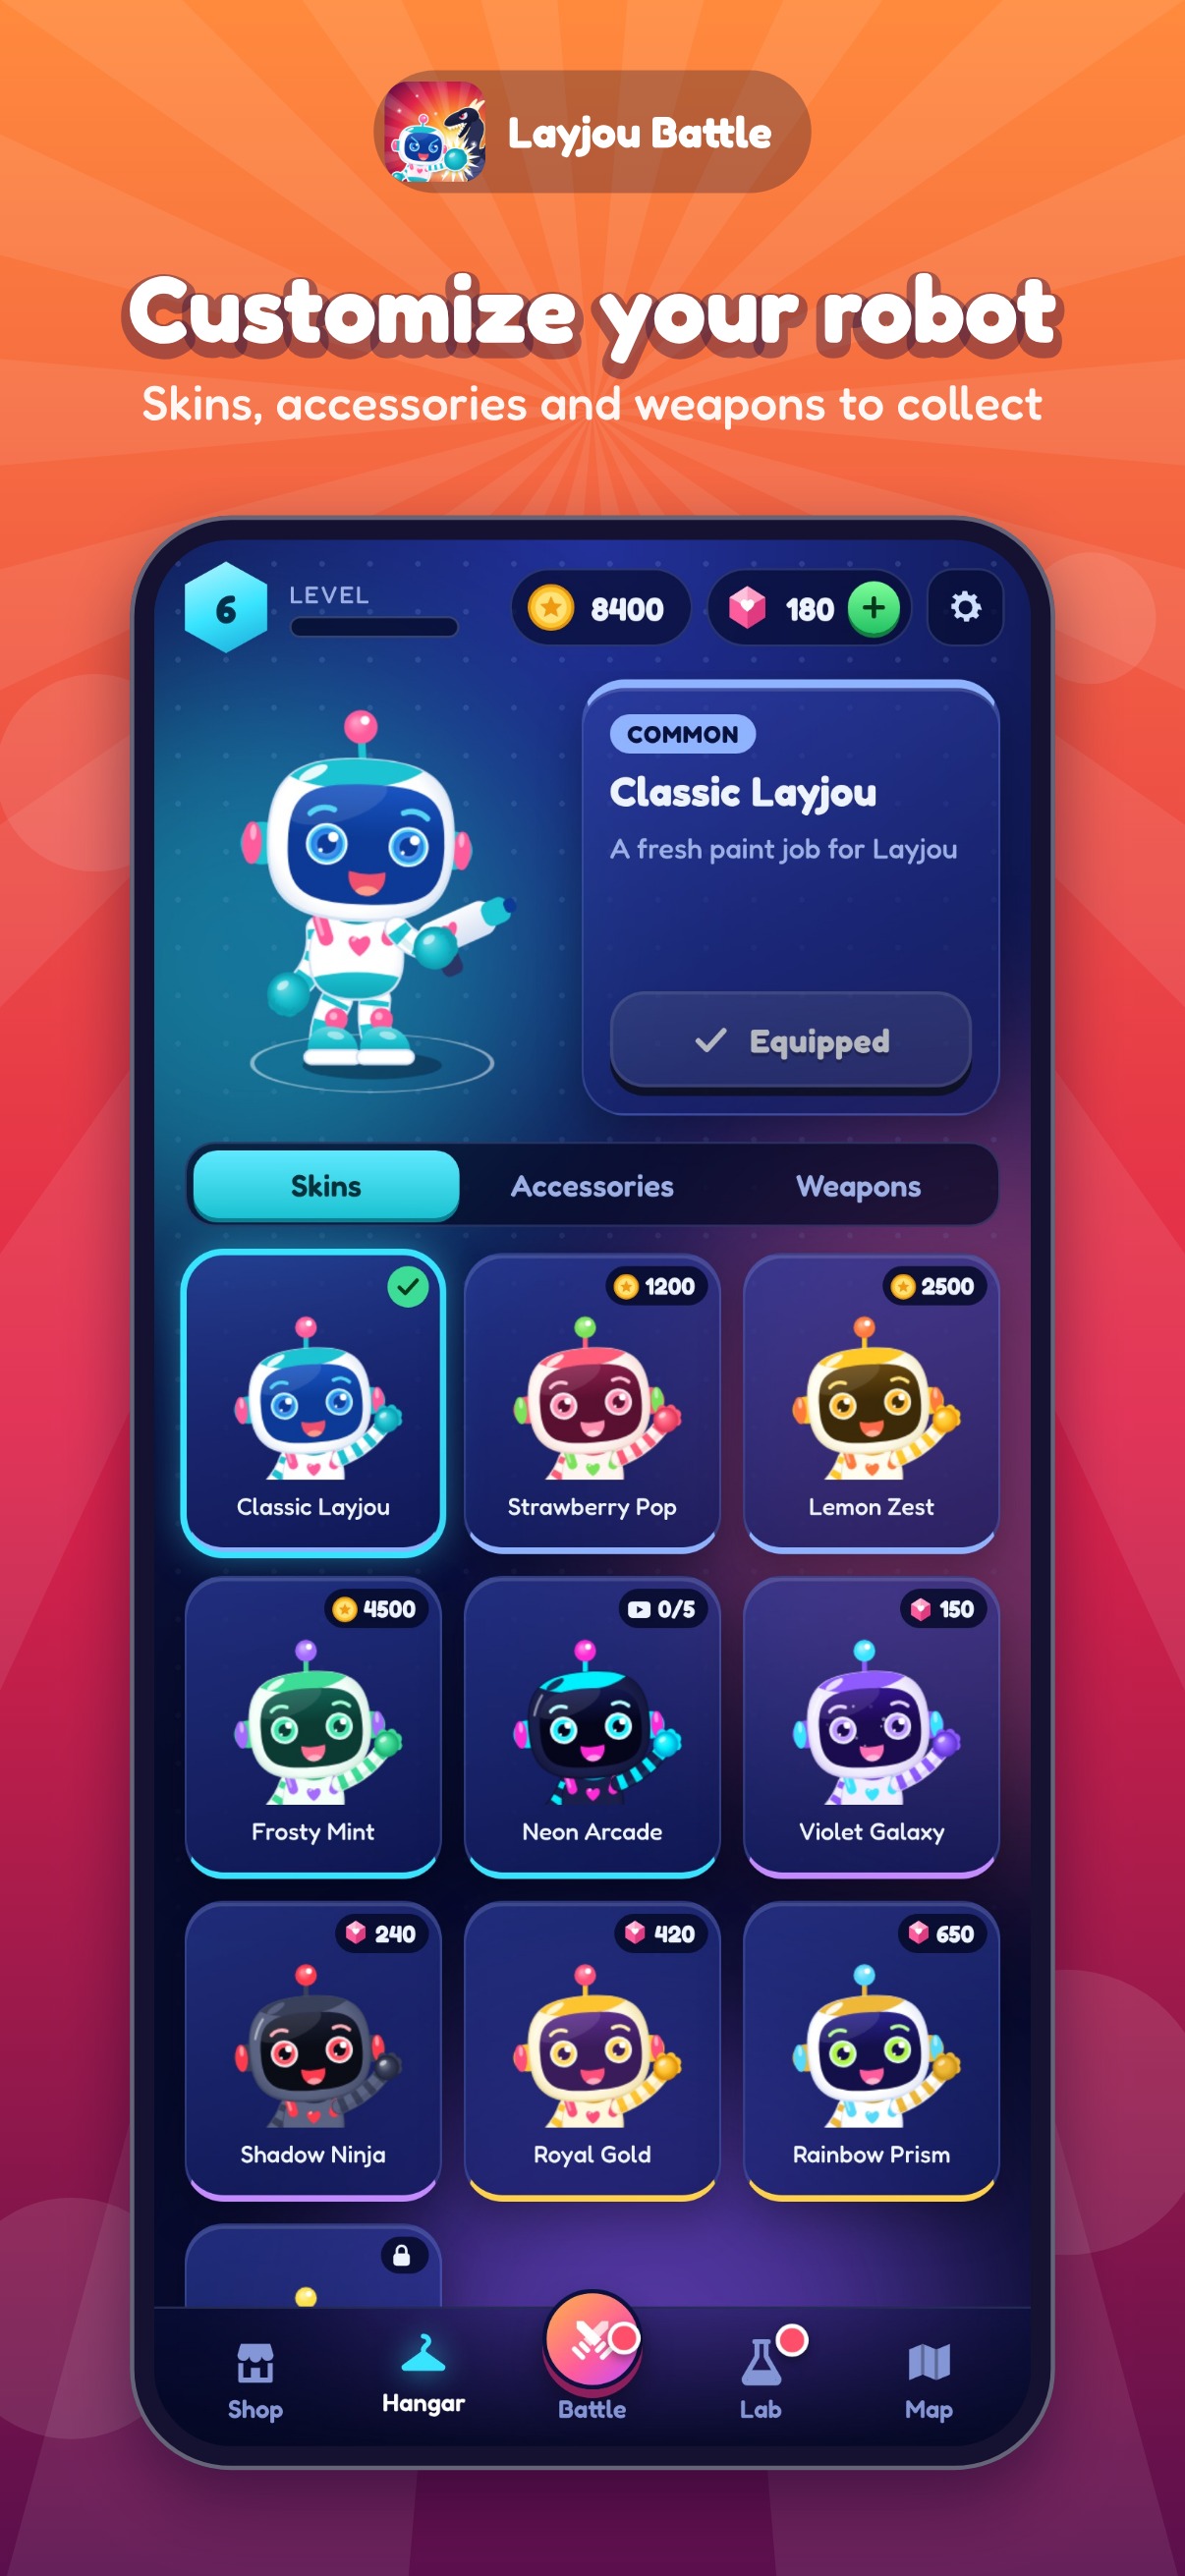 Layjou Battle
Customize your robot
Skins, accessories and weapons to collect
6
LEVEL
8400
180
COMMON
Classic Layjou
A fresh paint job for Layjou
Equipped
Skins
Accessories
Weapons
1200
2500
Classic Layjou
Strawberry Pop
Lemon Zest
4500
0/5
150
Frosty Mint
Neon Arcade
Violet Galaxy
240
420
650
Shadow Ninja
Royal Gold
Rainbow Prism
Shop
Hangar
Battle
Lab
Map